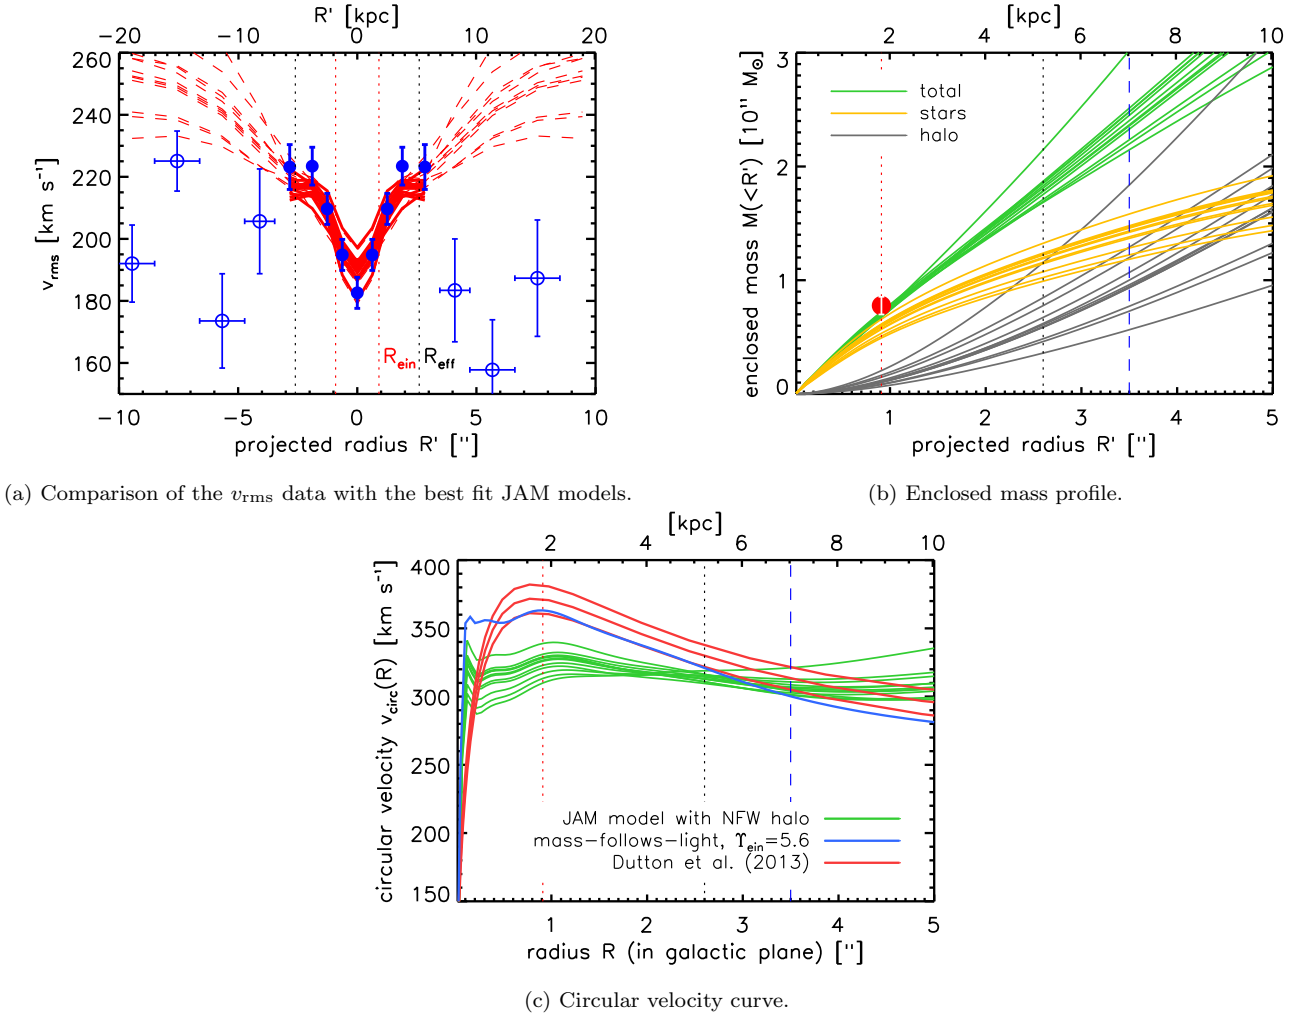 R' [kpc]
−20 −10 0 10 20
260
240
220
200
180
160
v_rms [km s⁻¹]
R_ein R_eff
−10 −5 0 5 10
projected radius R' ["]
(a) Comparison of the v_rms data with the best fit JAM models.
[kpc]
2 4 6 8 10
3
2
1
0
enclosed mass M(<R') [10¹¹ M⊙]
total
stars
halo
1 2 3 4 5
projected radius R' ["]
(b) Enclosed mass profile.
[kpc]
2 4 6 8 10
400
350
300
250
200
150
circular velocity v_circ(R) [km s⁻¹]
JAM model with NFW halo
mass−follows−light, ϒ_ein=5.6
Dutton et al. (2013)
1 2 3 4 5
radius R (in galactic plane) ["]
(c) Circular velocity curve.